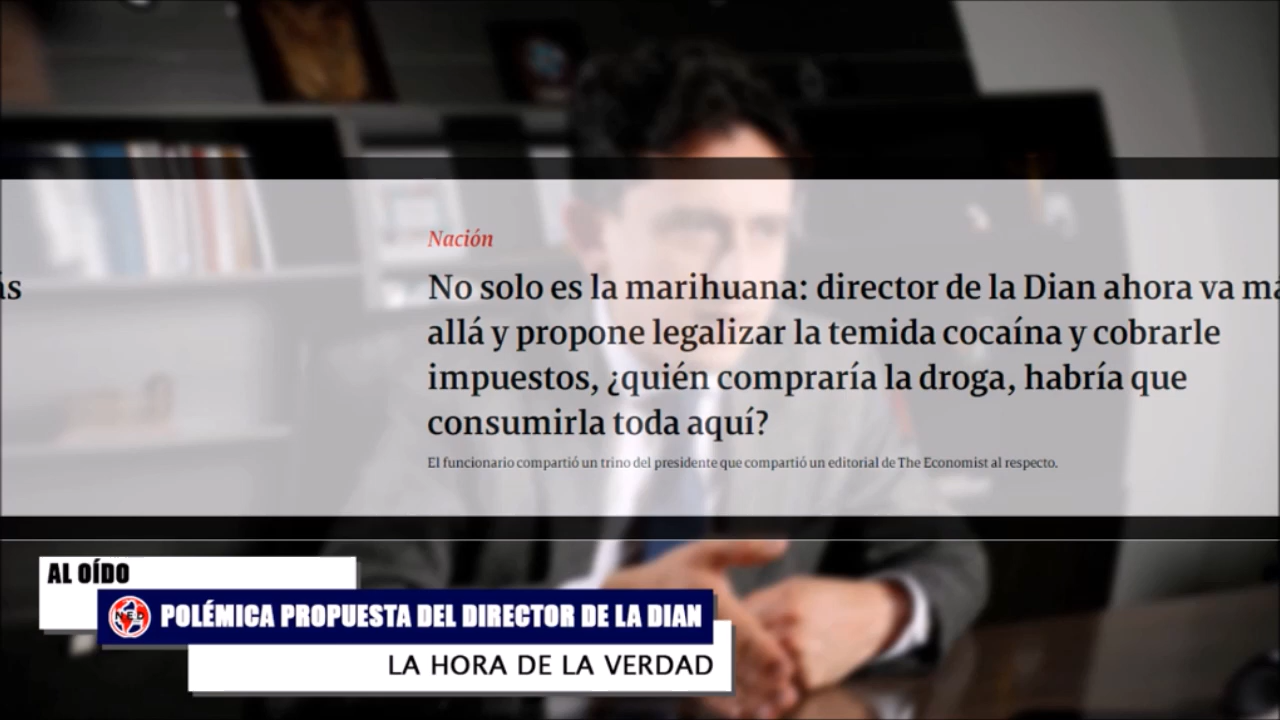 Nación
ás
No solo es la marihuana: director de la Dian ahora va má
allá y propone legalizar la temida cocaína y cobrarle
impuestos, ¿quién compraría la droga, habría que
consumirla toda aquí?
El funcionario compartió un trino del presidente que compartió un editorial de The Economist al respecto.
AL OÍDO
POLÉMICA PROPUESTA DEL DIRECTOR DE LA DIAN
LA HORA DE LA VERDAD